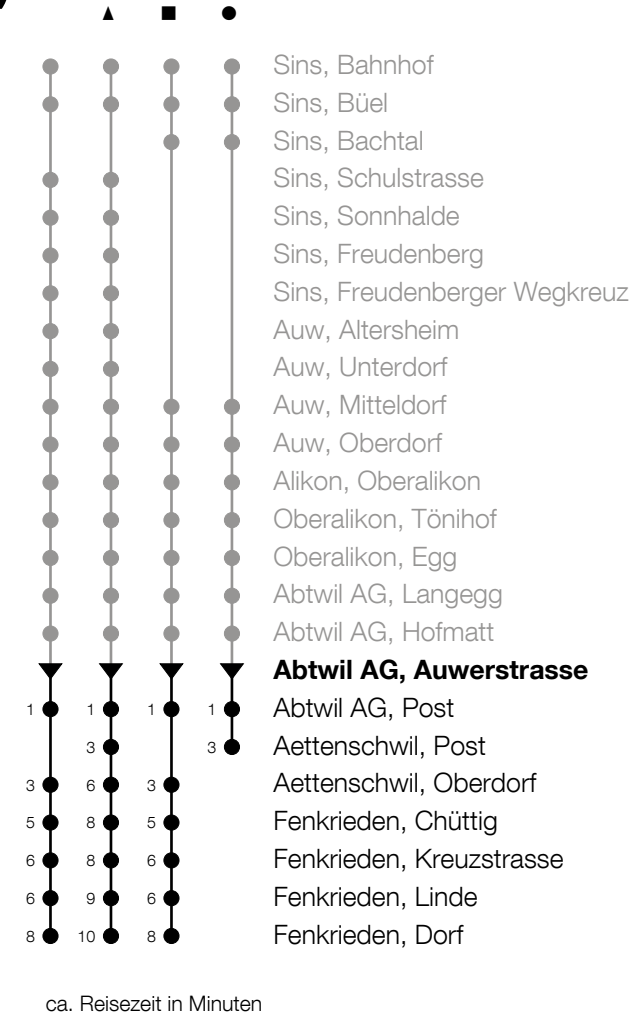 Sins, Bahnhof
Sins, Büel
Sins, Bachtal
Sins, Schulstrasse
Sins, Sonnhalde
Sins, Freudenberg
Sins, Freudenberger Wegkreuz
Auw, Altersheim
Auw, Unterdorf
Auw, Mitteldorf
Auw, Oberdorf
Alikon, Oberalikon
Oberalikon, Tönihof
Oberalikon, Egg
Abtwil AG, Langegg
Abtwil AG, Hofmatt
Abtwil AG, Auwerstrasse
1 1 1 1 Abtwil AG, Post
3 3 Aettenschwil, Post
3 6 3 Aettenschwil, Oberdorf
5 8 5 Fenkrieden, Chüttig
6 8 6 Fenkrieden, Kreuzstrasse
6 9 6 Fenkrieden, Linde
8 10 8 Fenkrieden, Dorf
ca. Reisezeit in Minuten